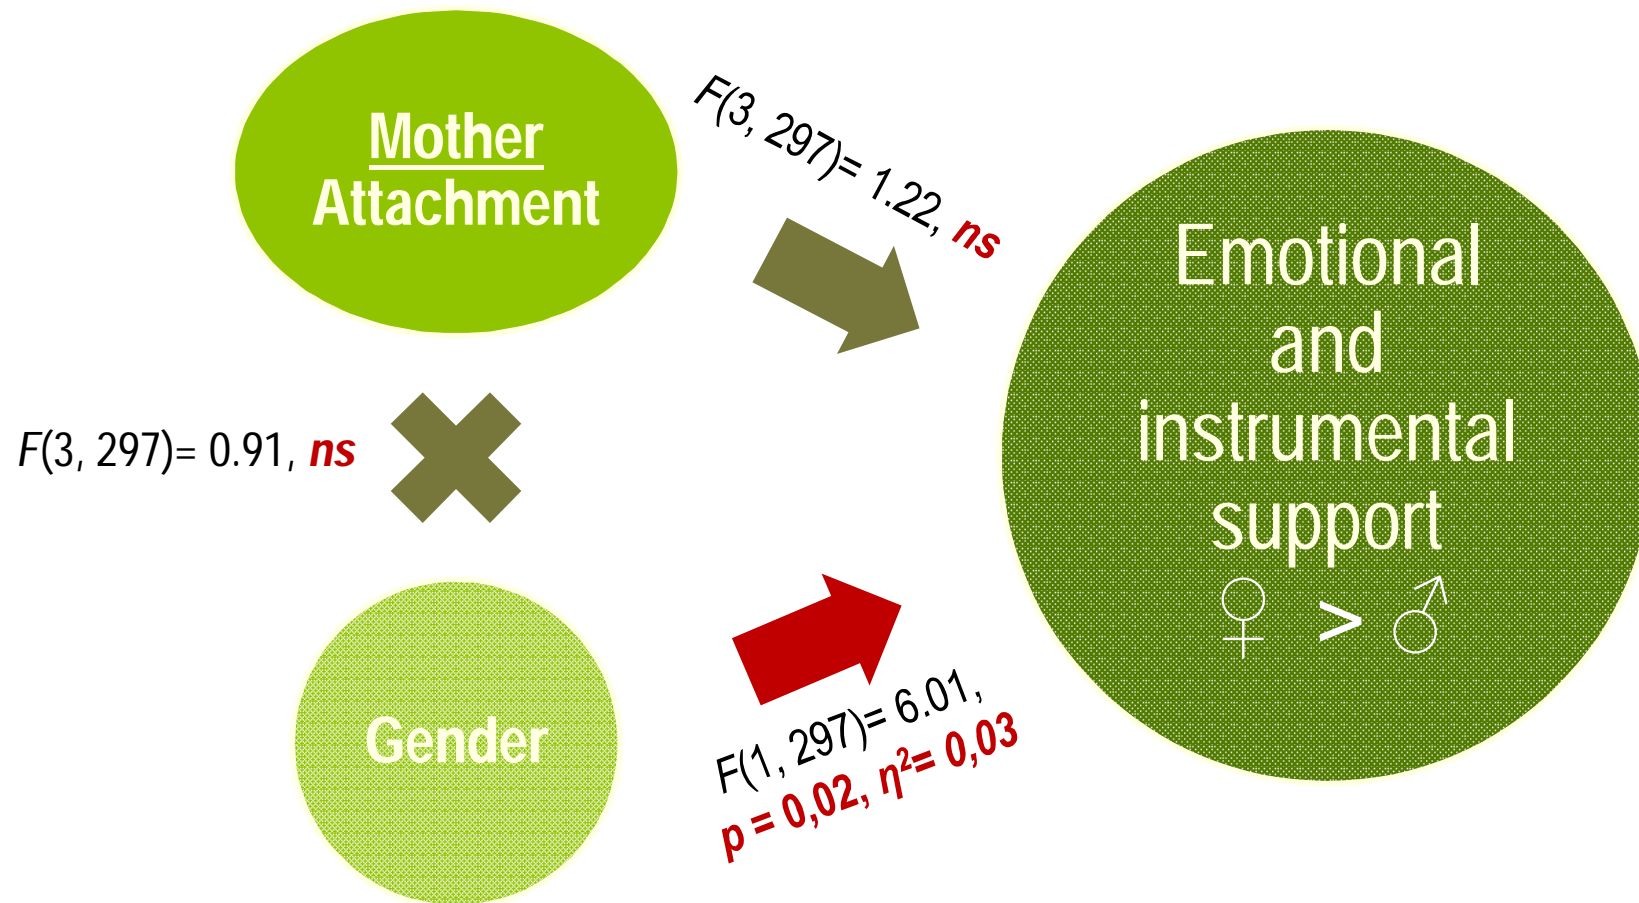 Mother
Attachment
F(3, 297)= 1.22, ns
Emotional
and
instrumental
support
♀ > ♂
F(3, 297)= 0.91, ns
Gender
F(1, 297)= 6.01,
p = 0,02, η²= 0,03